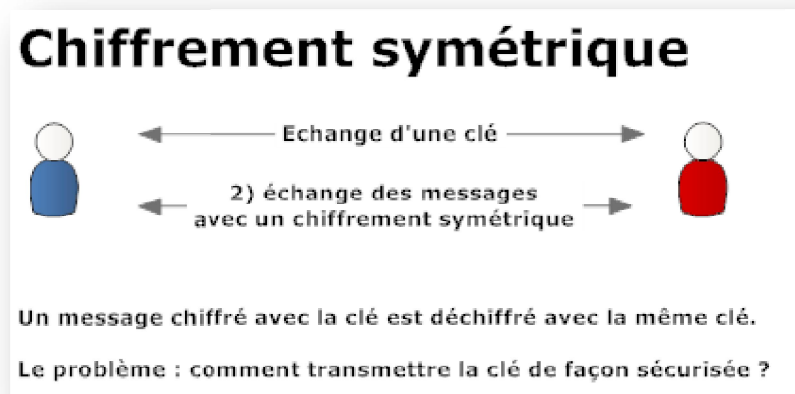 Chiffrement symétrique
Echange d'une clé
2) échange des messages
avec un chiffrement symétrique
Un message chiffré avec la clé est déchiffré avec la même clé.
Le problème : comment transmettre la clé de façon sécurisée ?